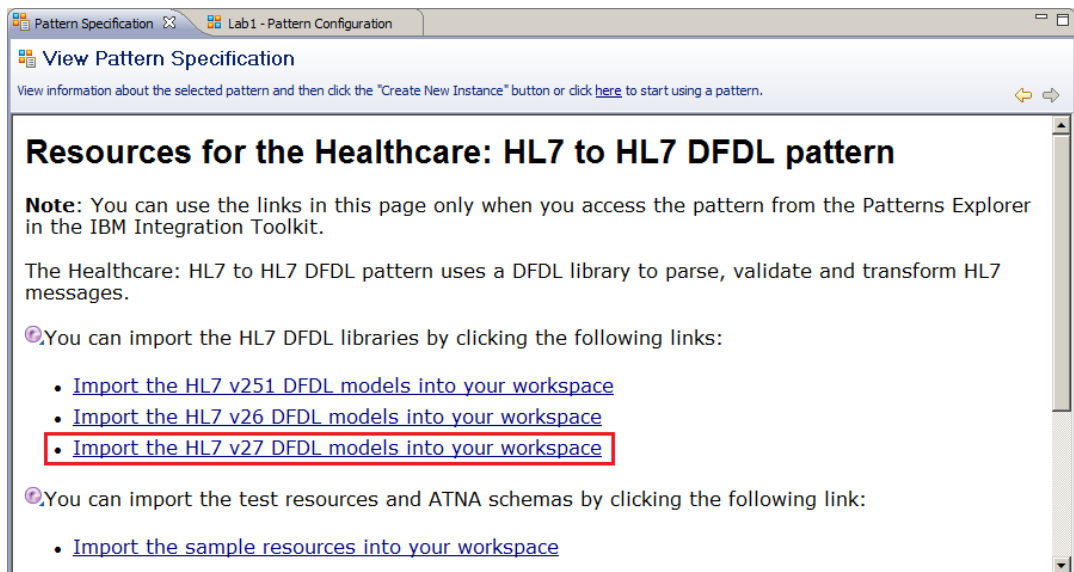 Pattern Specification
Lab1 - Pattern Configuration
View Pattern Specification
View information about the selected pattern and then click the "Create New Instance" button or click here to start using a pattern.
Resources for the Healthcare: HL7 to HL7 DFDL pattern
Note: You can use the links in this page only when you access the pattern from the Patterns Explorer
in the IBM Integration Toolkit.
The Healthcare: HL7 to HL7 DFDL pattern uses a DFDL library to parse, validate and transform HL7
messages.
You can import the HL7 DFDL libraries by clicking the following links:
• Import the HL7 v251 DFDL models into your workspace
• Import the HL7 v26 DFDL models into your workspace
• Import the HL7 v27 DFDL models into your workspace
You can import the test resources and ATNA schemas by clicking the following link:
• Import the sample resources into your workspace